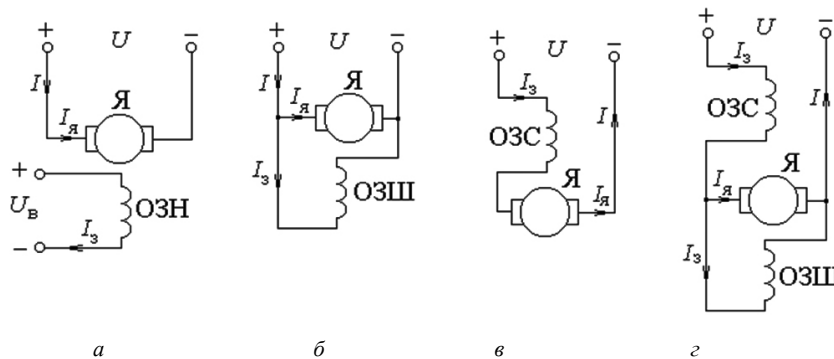 + U −
I
Я
Iя
+
Uв
ОЗН
−
Iз
а
+ U −
I
Я
Iя
Iз
ОЗШ
б
+ U −
Iз
ОЗС
I
Я
Iя
в
+ U −
Iз
ОЗС
I
Я
Iя
Iз
ОЗШ
г